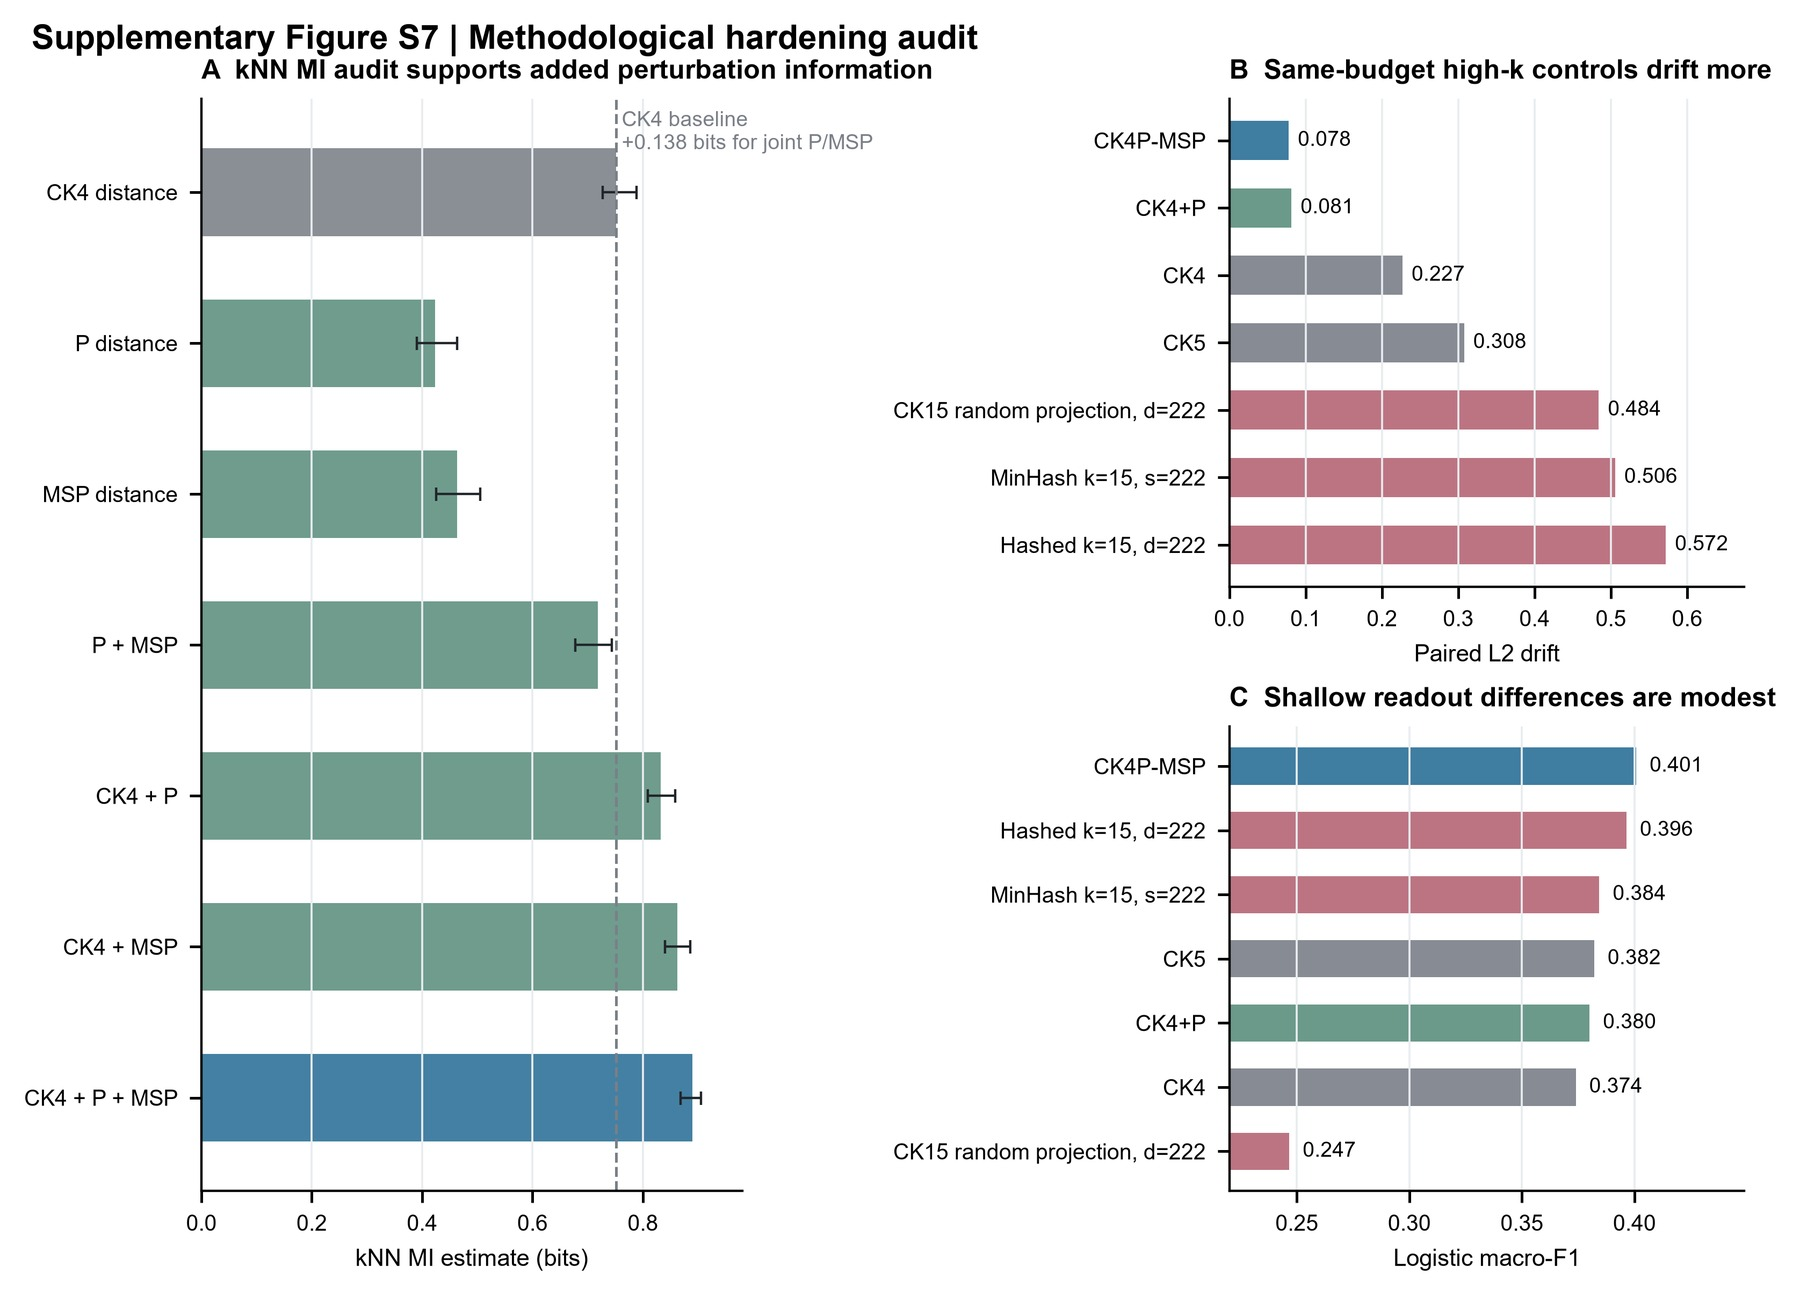 Supplementary Figure S7 | Methodological hardening audit
A kNN MI audit supports added perturbation information
CK4 baseline
+0.138 bits for joint P/MSP
CK4 distance
P distance
MSP distance
P + MSP
CK4 + P
CK4 + MSP
CK4 + P + MSP
0.0 0.2 0.4 0.6 0.8
kNN MI estimate (bits)
B Same-budget high-k controls drift more
CK4P-MSP 0.078
CK4+P 0.081
CK4 0.227
CK5 0.308
CK15 random projection, d=222 0.484
MinHash k=15, s=222 0.506
Hashed k=15, d=222 0.572
0.0 0.1 0.2 0.3 0.4 0.5 0.6
Paired L2 drift
C Shallow readout differences are modest
CK4P-MSP 0.401
Hashed k=15, d=222 0.396
MinHash k=15, s=222 0.384
CK5 0.382
CK4+P 0.380
CK4 0.374
CK15 random projection, d=222 0.247
0.25 0.30 0.35 0.40
Logistic macro-F1